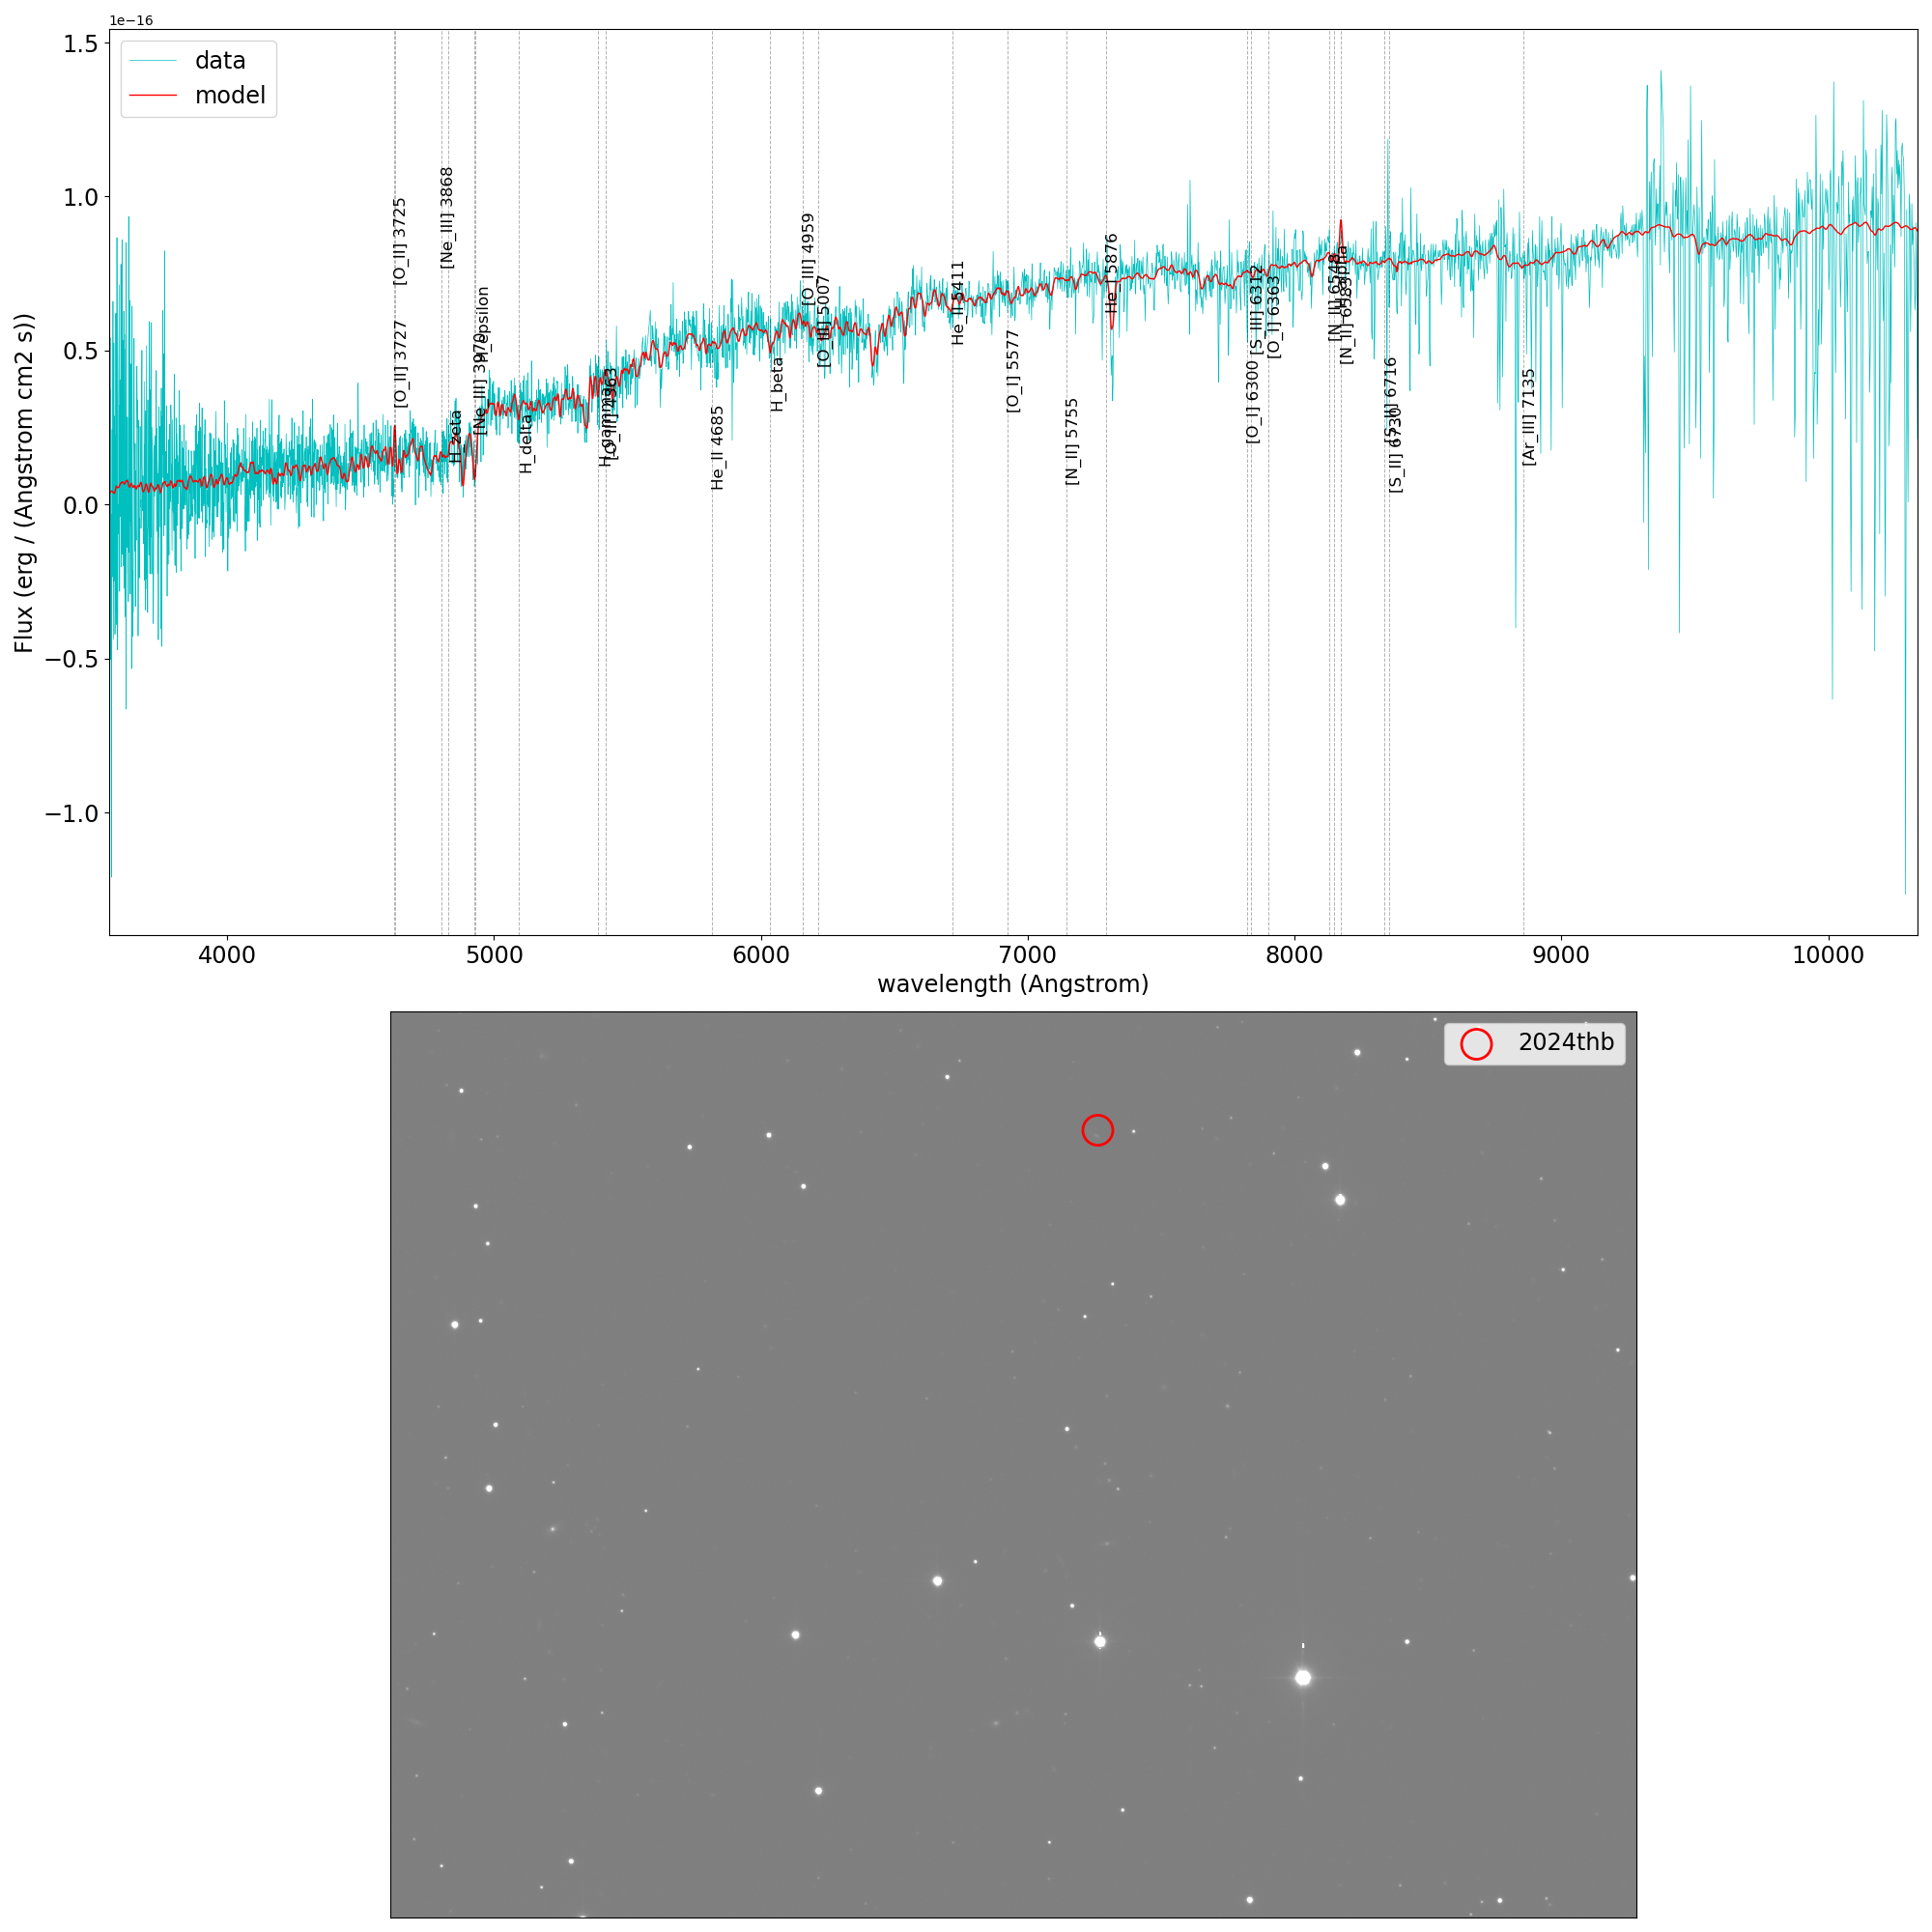 1e−16
data
model
1.5
1.0
0.5
0.0
−0.5
−1.0
Flux (erg / (Angstrom cm2 s))
[O_II] 3725
[O_II] 3727
[Ne_III] 3868
H_zeta
[Ne_III] 3970
H_epsilon
H_delta
H_gamma
[O_III] 4363
He_II 4685
H_beta
[O_III] 4959
[O_III] 5007
He_II 5411
[O_I] 5577
[N_II] 5755
He_I 5876
[O_I] 6300
[S_III] 6312
[O_I] 6363
[N_II] 6548
H_alpha
[N_II] 6583
[S_II] 6716
[S_II] 6730
[Ar_III] 7135
4000 5000 6000 7000 8000 9000 10000
wavelength (Angstrom)
2024thb